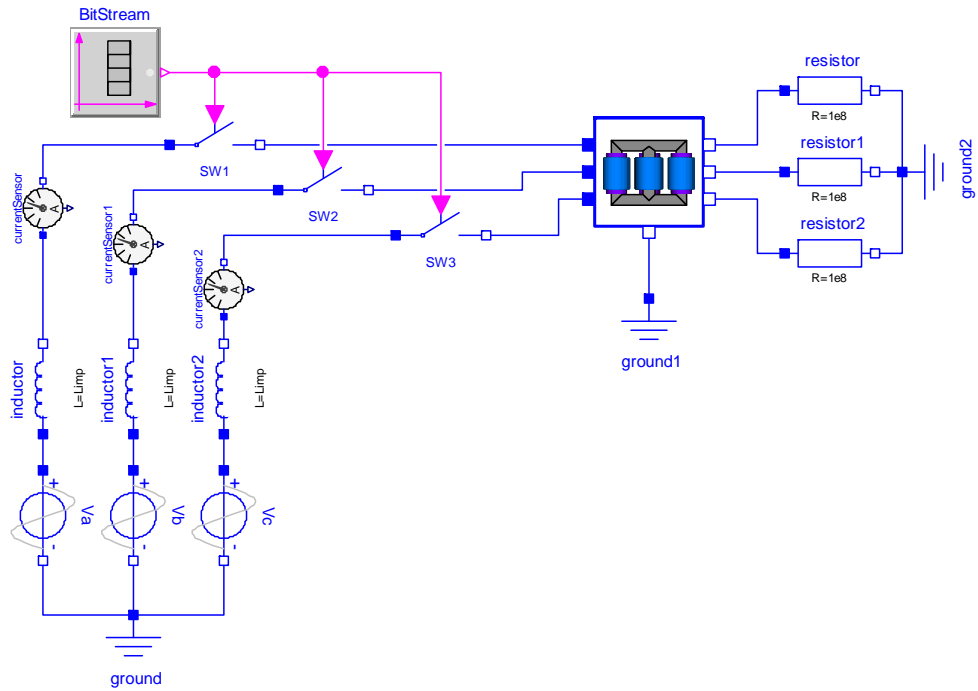 BitStream
resistor
R=1e8
SW1
resistor1
R=1e8
ground2
currentSensor
SW2
currentSensor1
resistor2
R=1e8
SW3
currentSensor2
A
A
A
ground1
inductor
L=Limp
inductor1
L=Limp
inductor2
L=Limp
+
Va
-
+
Vb
-
+
Vc
-
ground